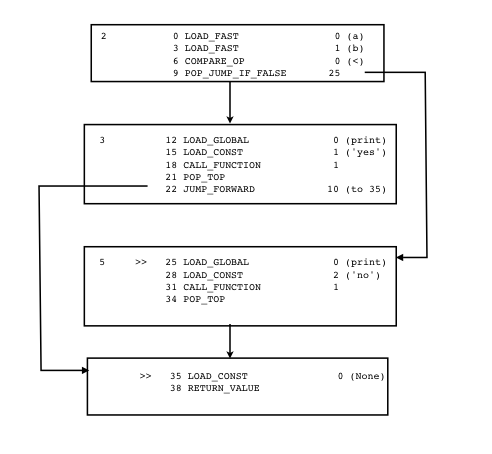 2 0 LOAD_FAST 0 (a)
3 LOAD_FAST 1 (b)
6 COMPARE_OP 0 (<)
9 POP_JUMP_IF_FALSE 25
3 12 LOAD_GLOBAL 0 (print)
15 LOAD_CONST 1 ('yes')
18 CALL_FUNCTION 1
21 POP_TOP
22 JUMP_FORWARD 10 (to 35)
5 >> 25 LOAD_GLOBAL 0 (print)
28 LOAD_CONST 2 ('no')
31 CALL_FUNCTION 1
34 POP_TOP
>> 35 LOAD_CONST 0 (None)
38 RETURN_VALUE